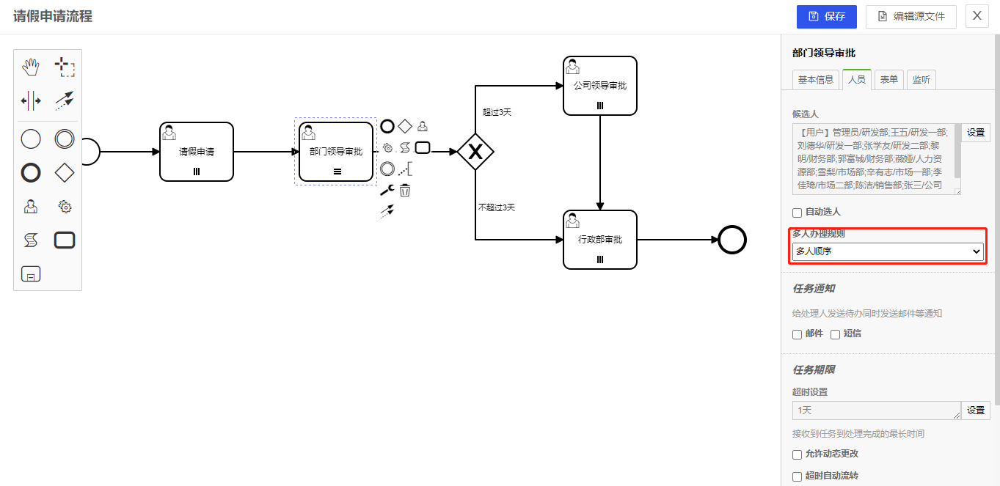 请假申请流程
保存
编辑源文件
X
请假申请
部门领导审批
超过3天
不超过3天
公司领导审批
行政部审批
部门领导审批
基本信息
人员
表单
监听
候选人
【用户】管理员/研发部;王五/研发一部;
刘德华/研发一部;张学友/研发二部;黎
明/财务部;郭富城/财务部;薇娅/人力资
源部;雪梨/市场部;辛有志/市场一部;李
佳琦/市场二部;陈洁/销售部;张三/公司
设置
自动选人
多人办理规则
多人顺序
任务通知
给处理人发送待办同时发送邮件等通知
邮件
短信
任务期限
超时设置
1天
设置
接收到任务到处理完成的最长时间
允许动态更改
超时自动流转